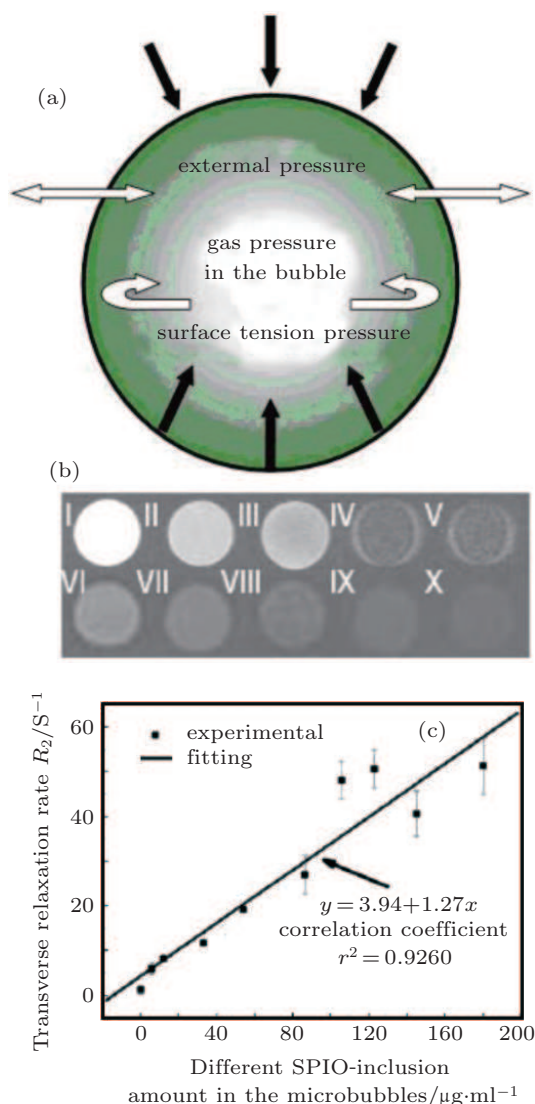 (a)
extermal pressure
gas pressure
in the bubble
surface tension pressure
(b)
I II III IV V
VI VII VIII IX X
(c)
experimental
fitting
Transverse relaxation rate R₂/S⁻¹
60
40
20
0
y = 3.94+1.27x
correlation coefficient
r² = 0.9260
0 40 80 120 160 200
Different SPIO-inclusion
amount in the microbubbles/μg·ml⁻¹